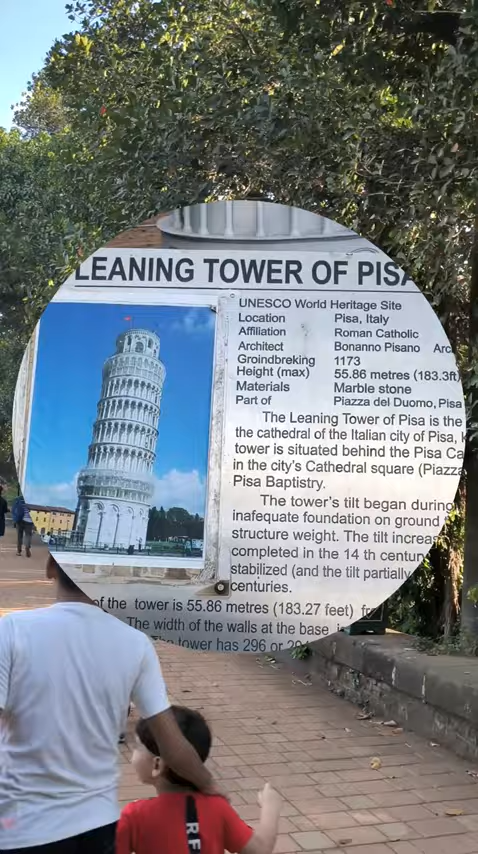 LEANING TOWER OF PISA
UNESCO World Heritage Site
Location Pisa, Italy
Affiliation Roman Catholic
Architect Bonanno Pisano Arc
Groindbreking 1173
Height (max) 55.86 metres (183.3ft)
Materials Marble stone
Part of Piazza del Duomo, Pisa
The Leaning Tower of Pisa is the
the cathedral of the Italian city of Pisa,
tower is situated behind the Pisa Ca
in the city's Cathedral square (Piazza
Pisa Baptistry.
The tower's tilt began during
inafequate foundation on ground
structure weight. The tilt increa
completed in the 14 th centur
stabilized (and the tilt partially
centuries.
of the tower is 55.86 metres (183.27 feet) fr
The width of the walls at the base
The tower has 296 or
RF